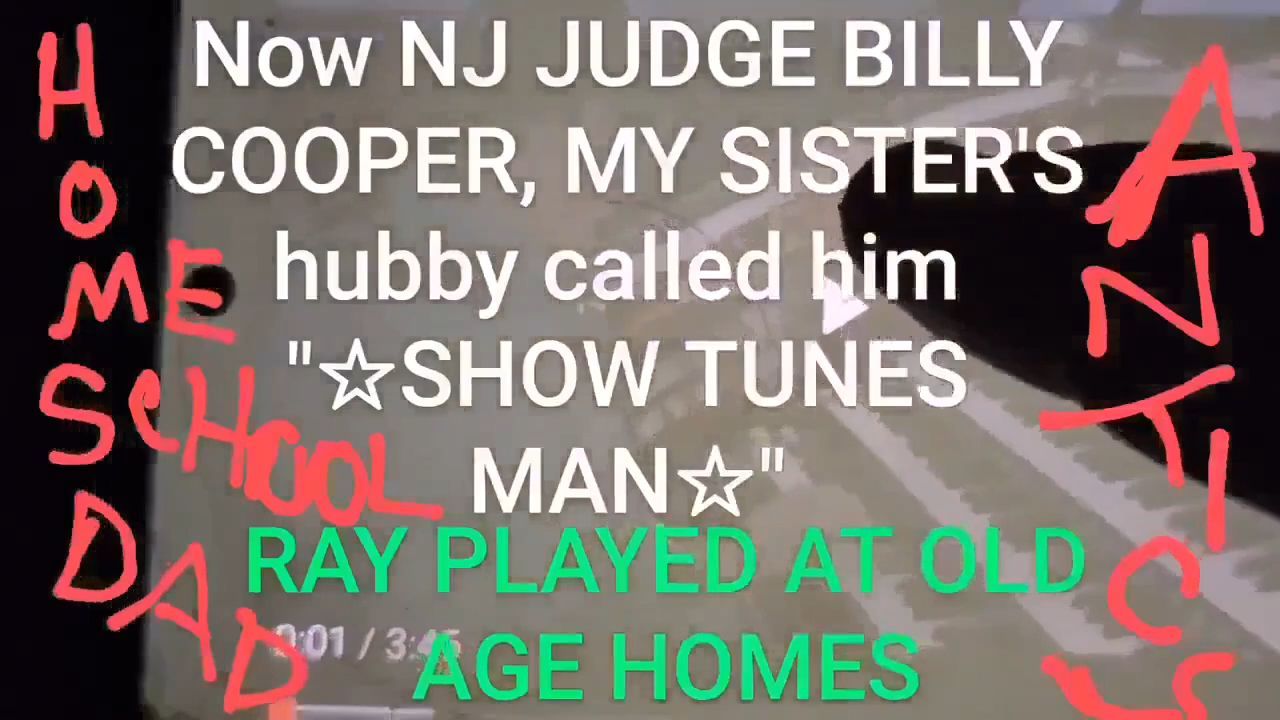 Now NJ JUDGE BILLY
COOPER, MY SISTER'S
hubby called him
"☆SHOW TUNES
MAN☆"
RAY PLAYED AT OLD
AGE HOMES
HOME
SCHOOL
DAD
ANTICS
0:01 / 3:45